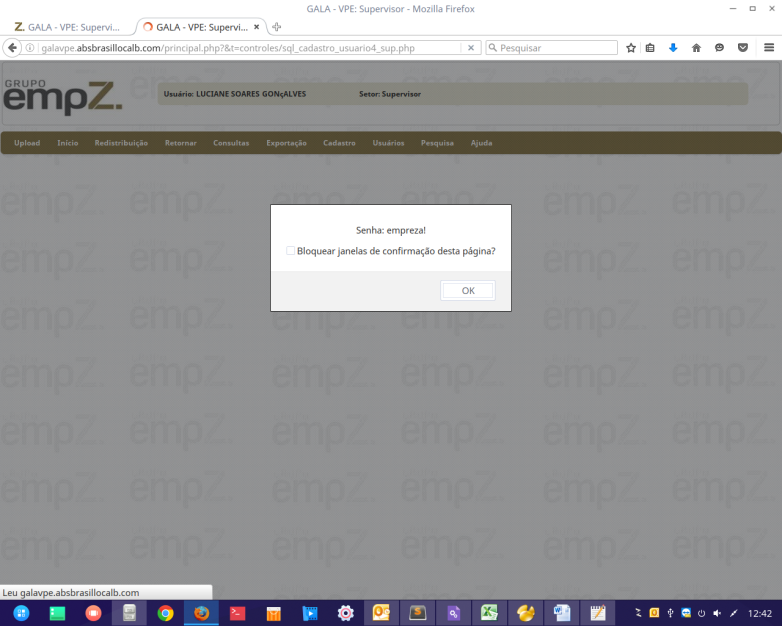 GALA - VPE: Supervisor - Mozilla Firefox
Z. GALA - VPE: Supervi...
GALA - VPE: Supervi...
galavpe.absbrasillocalb.com/principal.php?&t=controles/sql_cadastro_usuario4_sup.php
Pesquisar
GRUPO
empZ.
Usuário: LUCIANE SOARES GONçALVES
Setor: Supervisor
Upload Início Redistribuição Retornar Consultas Exportação Cadastro Usuários Pesquisa Ajuda
Senha: empreza!
Bloquear janelas de confirmação desta página?
OK
Leu galavpe.absbrasillocalb.com
12:42